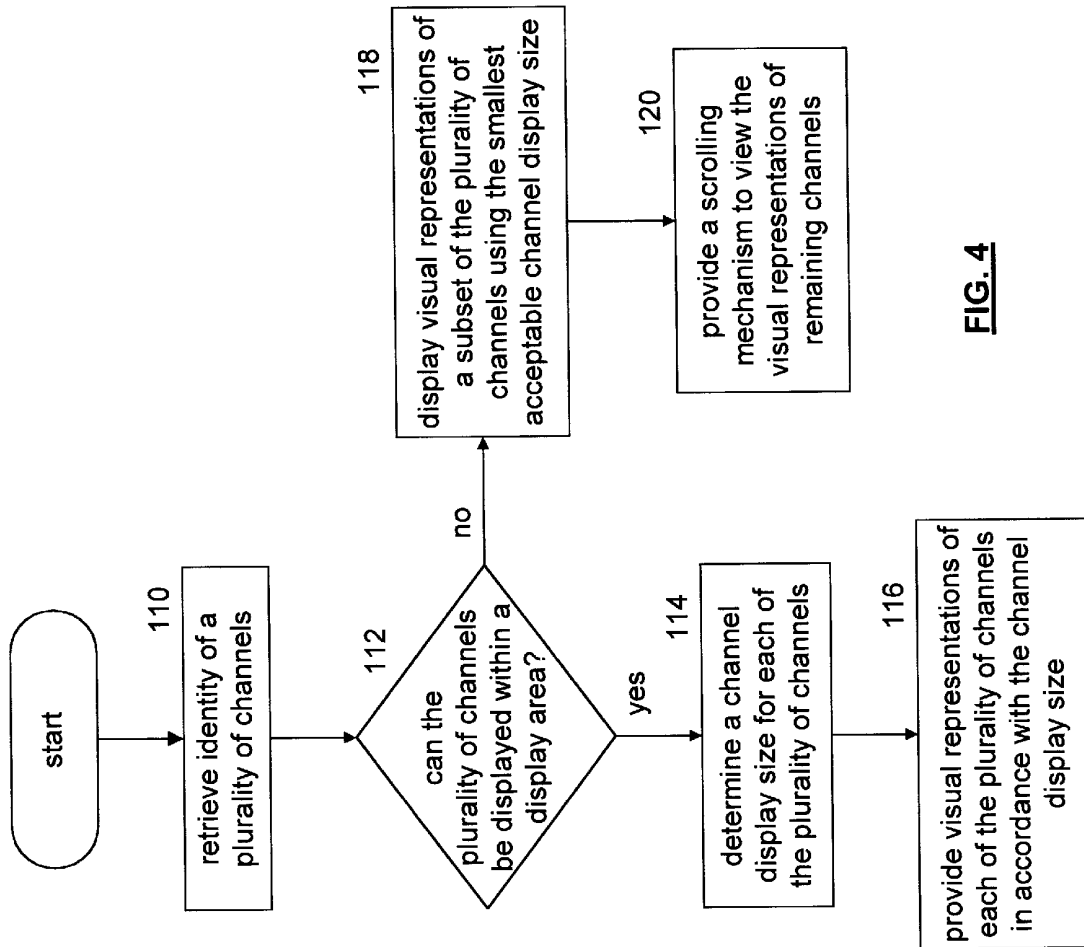 start
110
retrieve identity of a
plurality of channels
112
can the
plurality of channels
be displayed within a
display area?
no
yes
114
determine a channel
display size for each of
the plurality of channels
116
provide visual representations of
each of the plurality of channels
in accordance with the channel
display size
118
display visual representations of
a subset of the plurality of
channels using the smallest
acceptable channel display size
120
provide a scrolling
mechanism to view the
visual representations of
remaining channels
FIG. 4